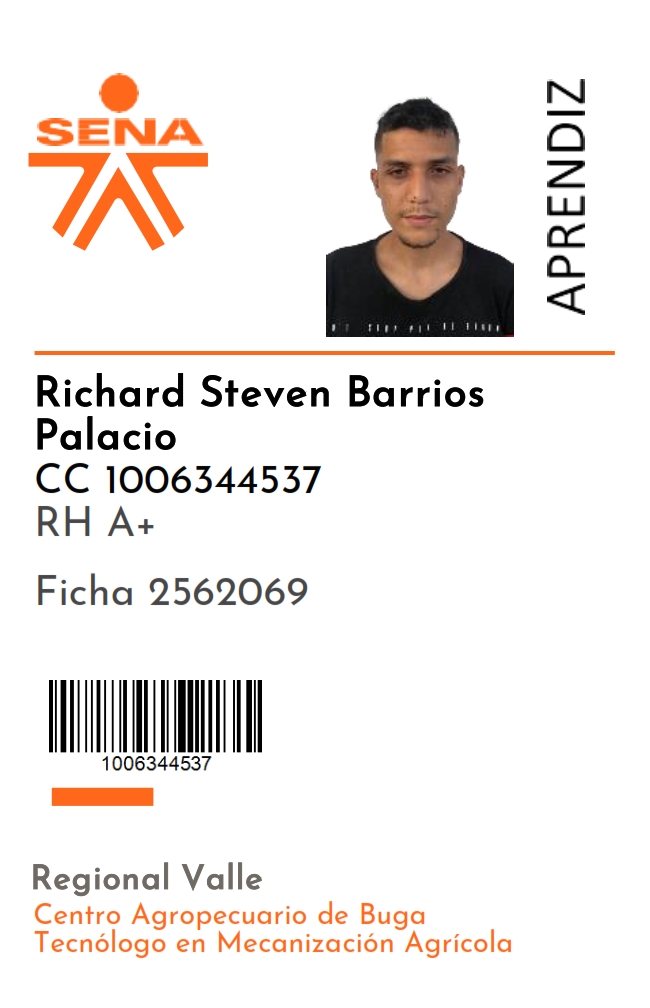 SENA
APRENDIZ
Richard Steven Barrios
Palacio
CC 1006344537
RH A+
Ficha 2562069
1006344537
Regional Valle
Centro Agropecuario de Buga
Tecnólogo en Mecanización Agrícola